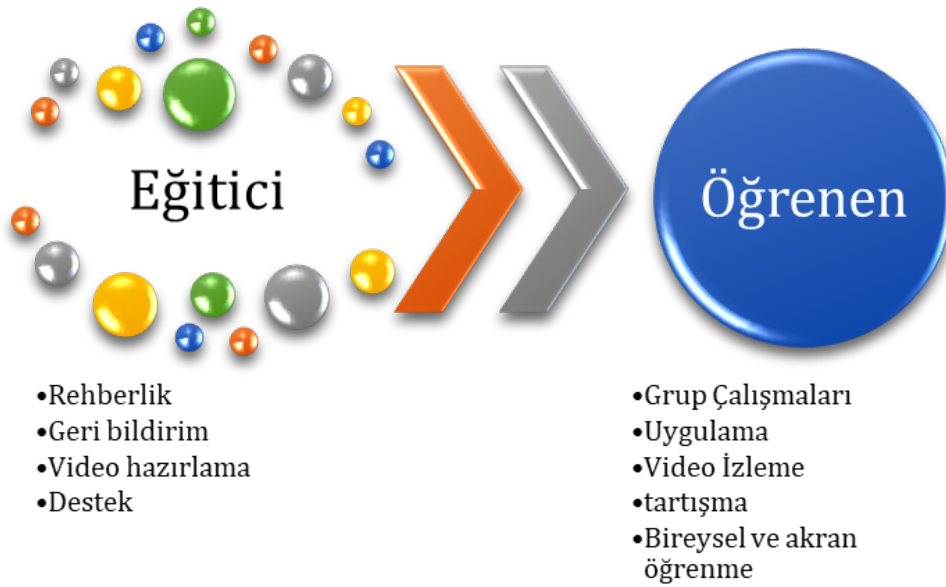 Eğitici
Öğrenen
•Rehberlik
•Geri bildirim
•Video hazırlama
•Destek
•Grup Çalışmaları
•Uygulama
•Video İzleme
•tartışma
•Bireysel ve akran
öğrenme